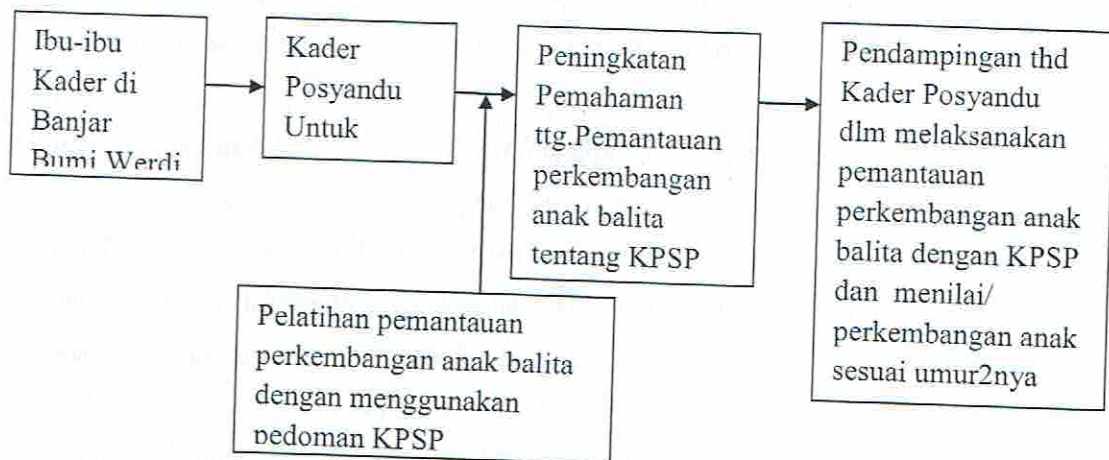 Ibu-ibu
Kader di
Banjar
Bumi Werdi
Kader
Posyandu
Untuk
Peningkatan
Pemahaman
ttg.Pemantauan
perkembangan
anak balita
tentang KPSP
Pendampingan thd
Kader Posyandu
dlm melaksanakan
pemantauan
perkembangan anak
balita dengan KPSP
dan menilai/
perkembangan anak
sesuai umur2nya
Pelatihan pemantauan
perkembangan anak balita
dengan menggunakan
pedoman KPSP